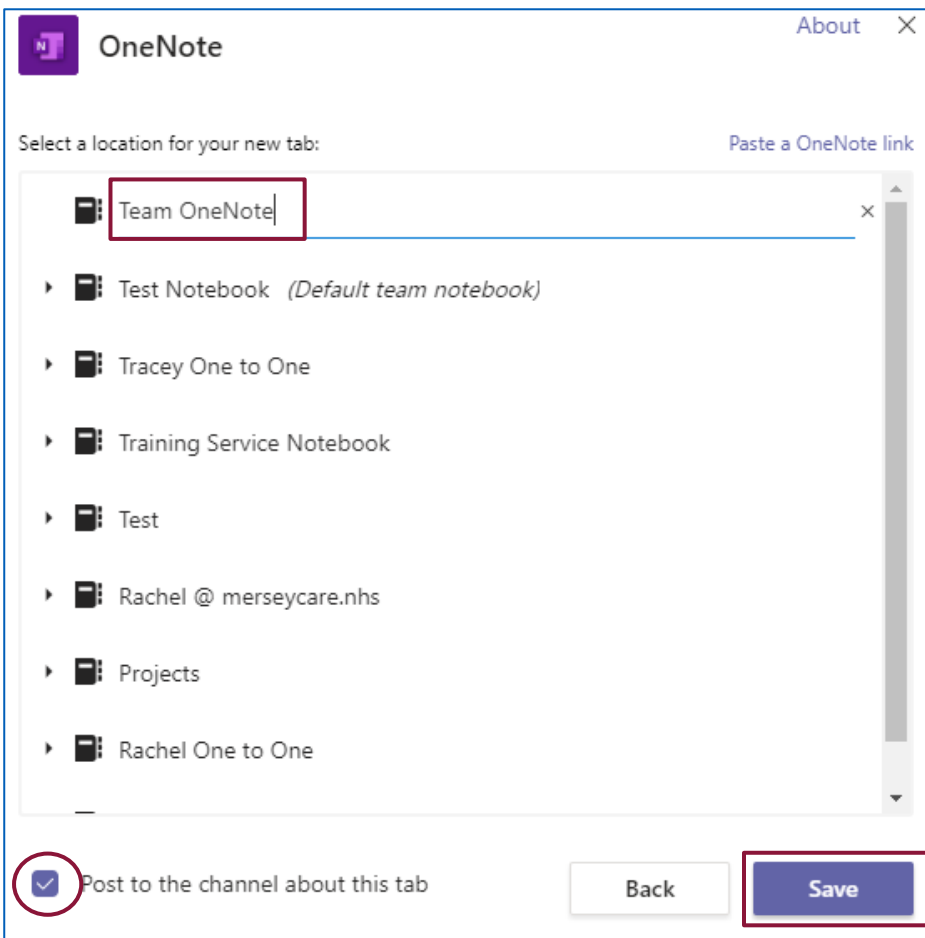 About
OneNote
Select a location for your new tab: Paste a OneNote link
Team OneNote
Test Notebook (Default team notebook)
Tracey One to One
Training Service Notebook
Test
Rachel @ merseycare.nhs
Projects
Rachel One to One
Post to the channel about this tab Back Save